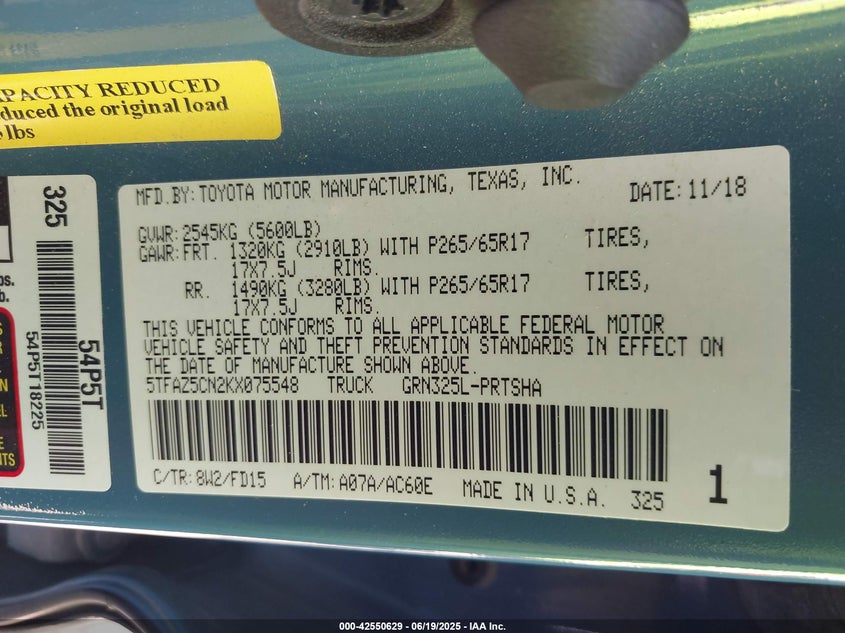 APACITY REDUCED
duced the original load
lbs
325
54P5T
54P5T18225
MFD.BY:TOYOTA MOTOR MANUFACTURING, TEXAS, INC. DATE:11/18
GVWR:2545KG (5600LB)
GAWR:FRT. 1320KG (2910LB) WITH P265/65R17 TIRES,
17X7.5J RIMS.
RR. 1490KG (3280LB) WITH P265/65R17 TIRES,
17X7.5J RIMS.
THIS VEHICLE CONFORMS TO ALL APPLICABLE FEDERAL MOTOR
VEHICLE SAFETY AND THEFT PREVENTION STANDARDS IN EFFECT ON
THE DATE OF MANUFACTURE SHOWN ABOVE.
5TFAZ5CN2KX075548 TRUCK GRN325L-PRTSHA
C/TR:8W2/FD15 A/TM:A07A/AC60E MADE IN U.S.A. 325 1
000-42550629 - 06/19/2025 - IAA Inc.